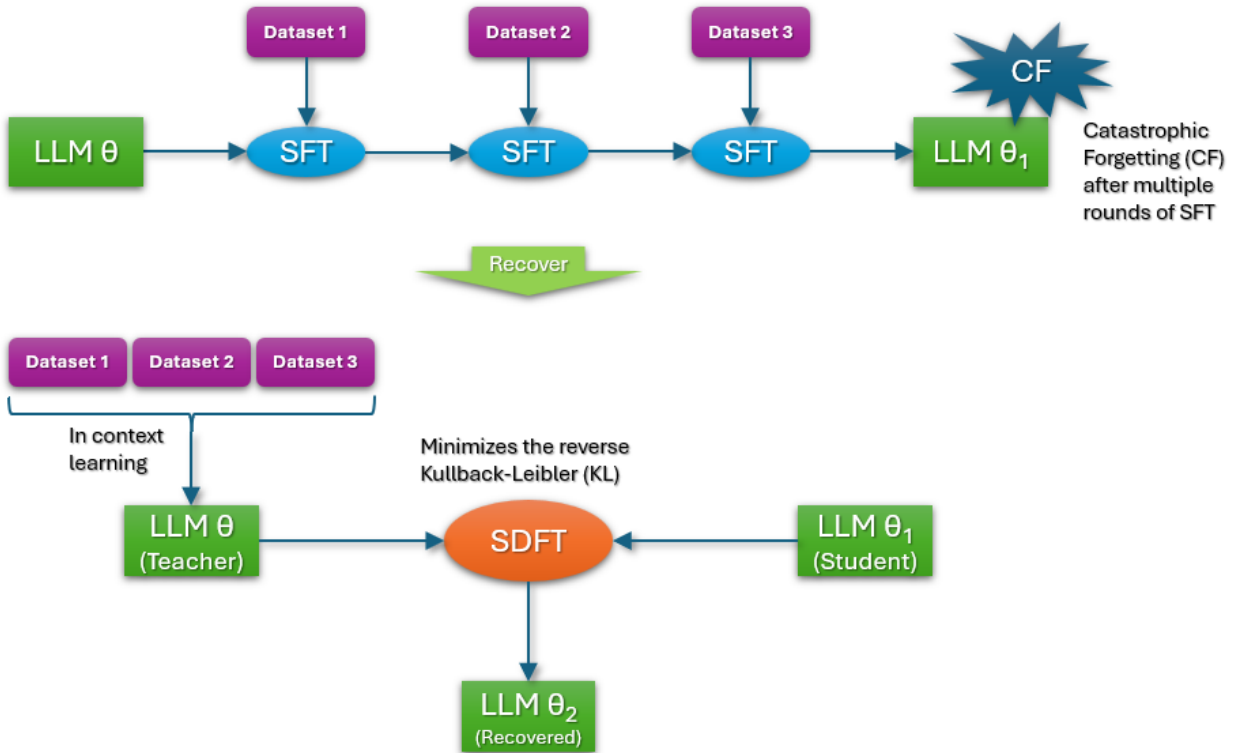 Dataset 1
Dataset 2
Dataset 3
CF
LLM θ
SFT
SFT
SFT
LLM θ₁
Catastrophic
Forgetting (CF)
after multiple
rounds of SFT
Recover
Dataset 1
Dataset 2
Dataset 3
In context
learning
Minimizes the reverse
Kullback-Leibler (KL)
LLM θ
(Teacher)
SDFT
LLM θ₁
(Student)
LLM θ₂
(Recovered)